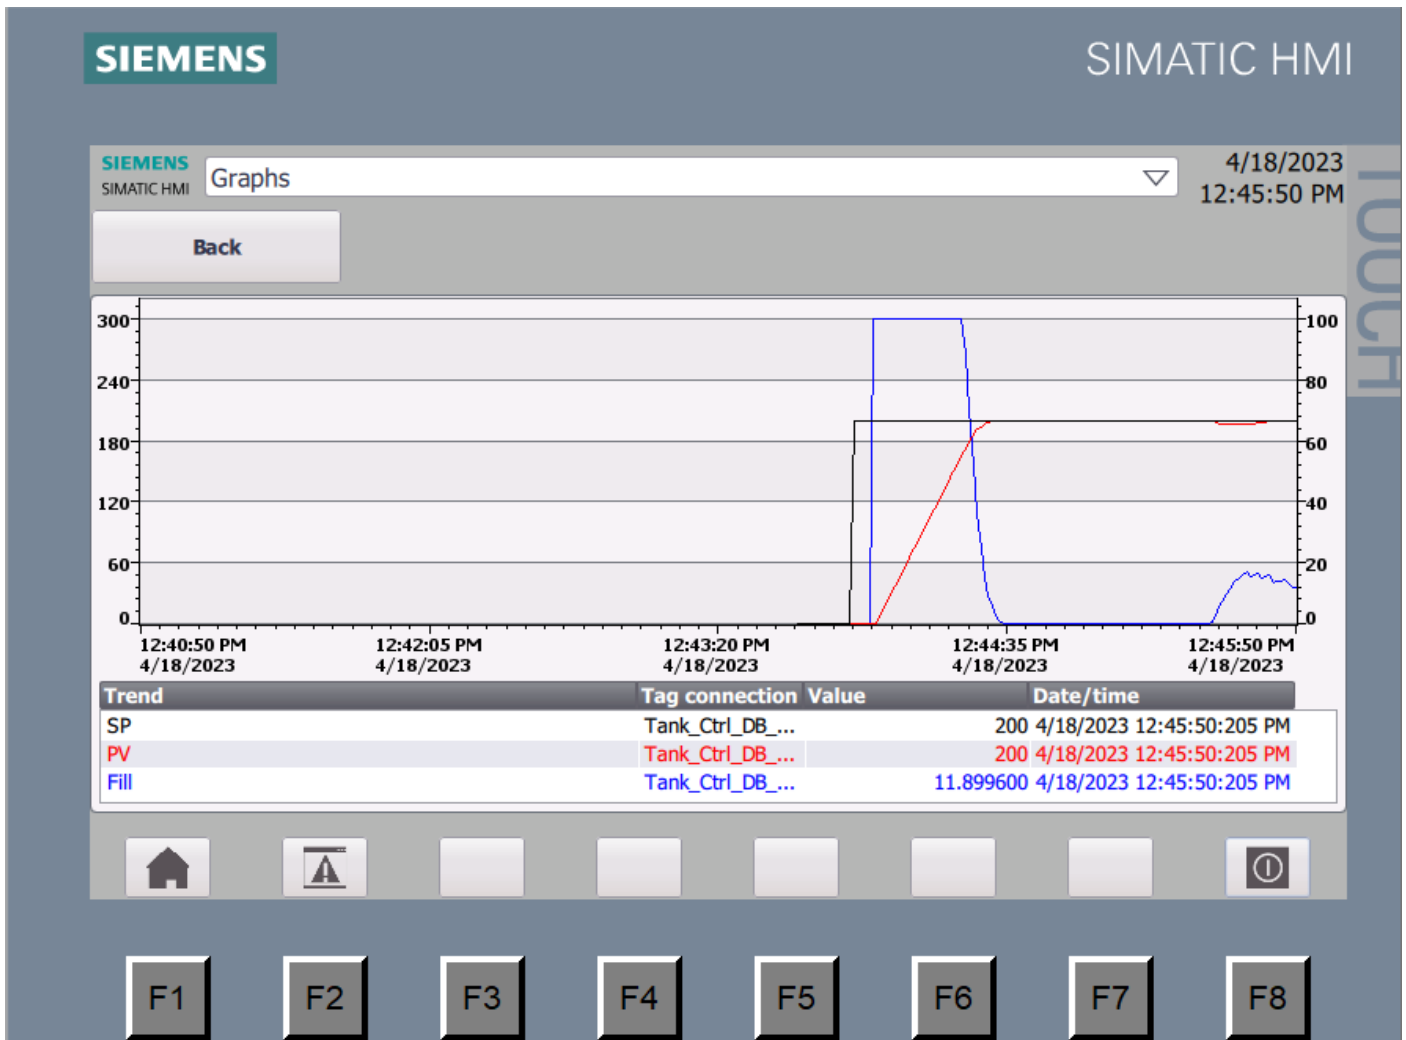 SIEMENS
SIMATIC HMI
TOUCH
SIEMENS
SIMATIC HMI
Graphs
4/18/2023
12:45:50 PM
Back
300
240
180
120
60
0
100
80
60
40
20
0
12:40:50 PM 12:42:05 PM 12:43:20 PM 12:44:35 PM 12:45:50 PM
4/18/2023 4/18/2023 4/18/2023 4/18/2023 4/18/2023
Trend Tag connection Value Date/time
SP Tank_Ctrl_DB_... 200 4/18/2023 12:45:50:205 PM
PV Tank_Ctrl_DB_... 200 4/18/2023 12:45:50:205 PM
Fill Tank_Ctrl_DB_... 11.899600 4/18/2023 12:45:50:205 PM
F1 F2 F3 F4 F5 F6 F7 F8